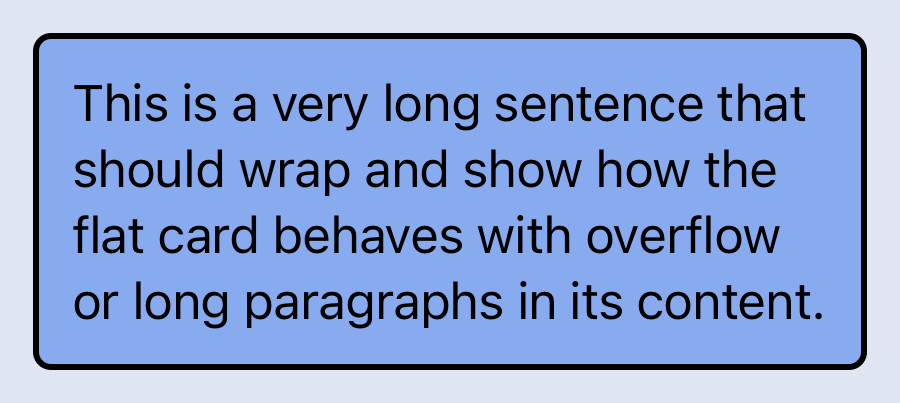 This is a very long sentence that
should wrap and show how the
flat card behaves with overflow
or long paragraphs in its content.